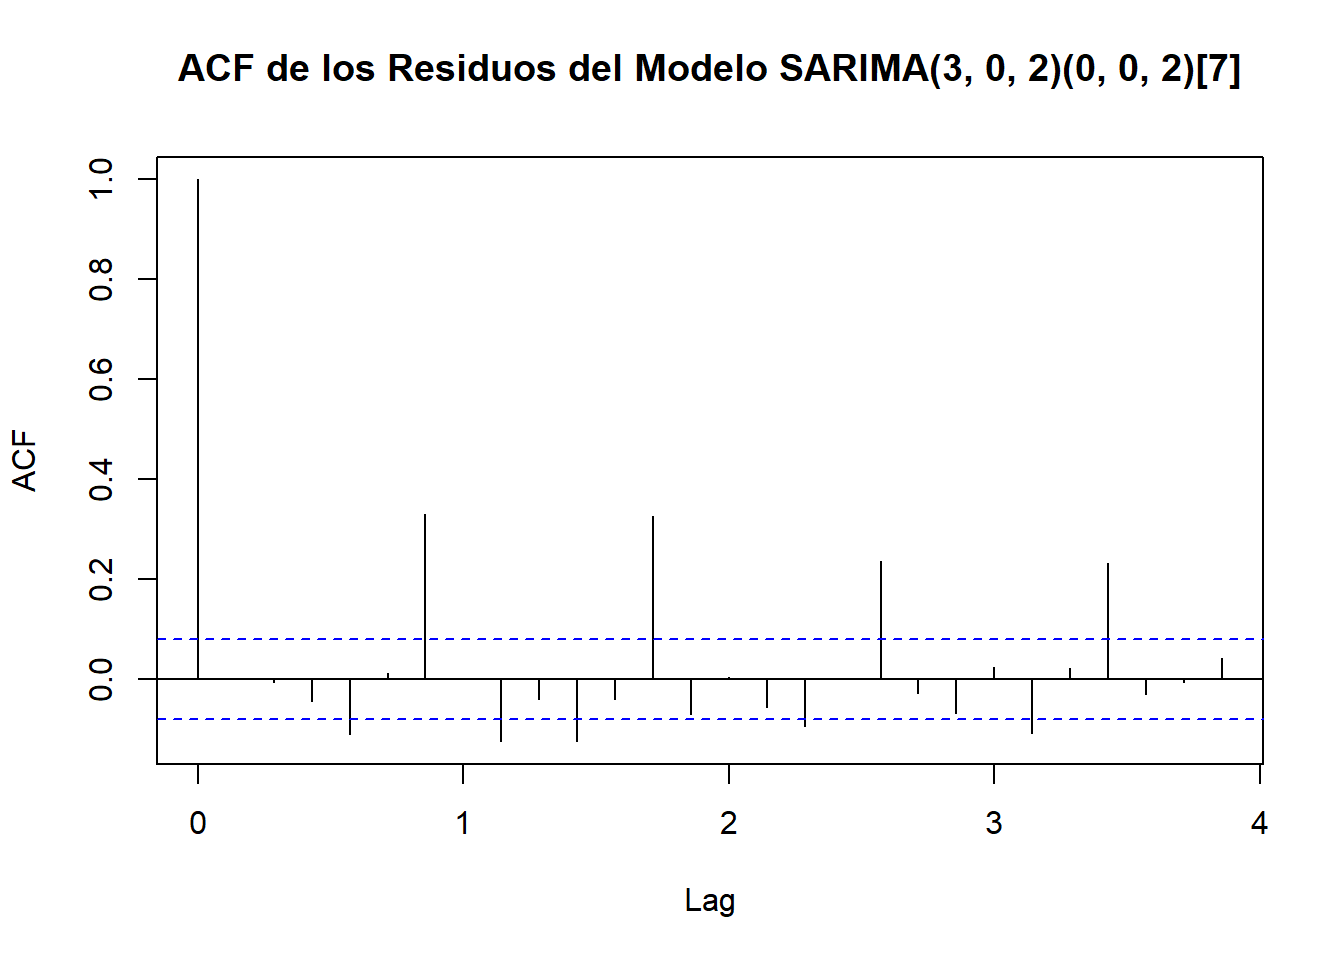 ACF de los Residuos del Modelo SARIMA(3, 0, 2)(0, 0, 2)[7]
ACF
1.0
0.8
0.6
0.4
0.2
0.0
0 1 2 3 4
Lag